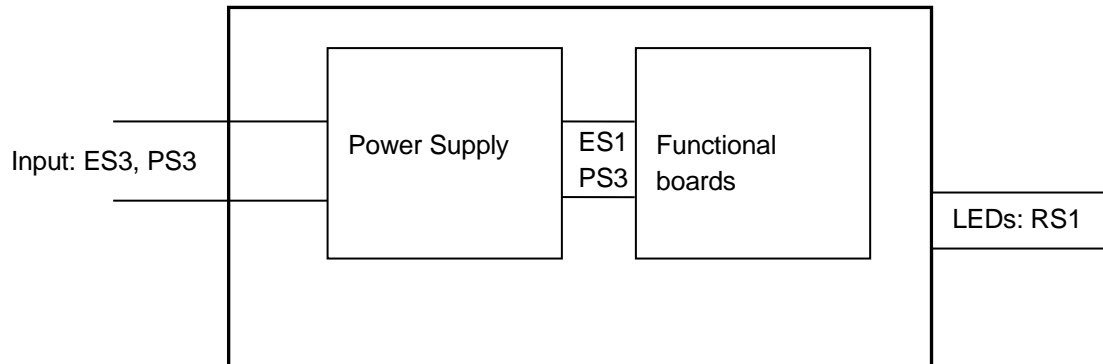 Input: ES3, PS3
Power Supply
ES1
PS3
Functional
boards
LEDs: RS1